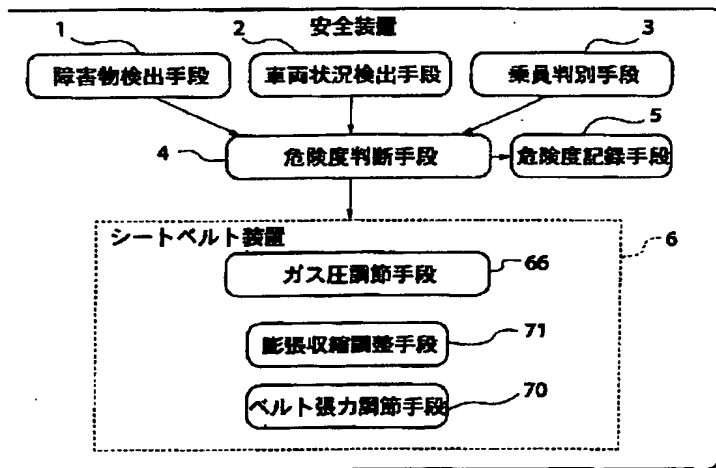 安全装置
1
2
3
障害物検出手段
車両状況検出手段
乗員判別手段
4
危険度判断手段
5
危険度記録手段
シートベルト装置
6
ガス圧調節手段
66
膨張収縮調整手段
71
ベルト張力調節手段
70